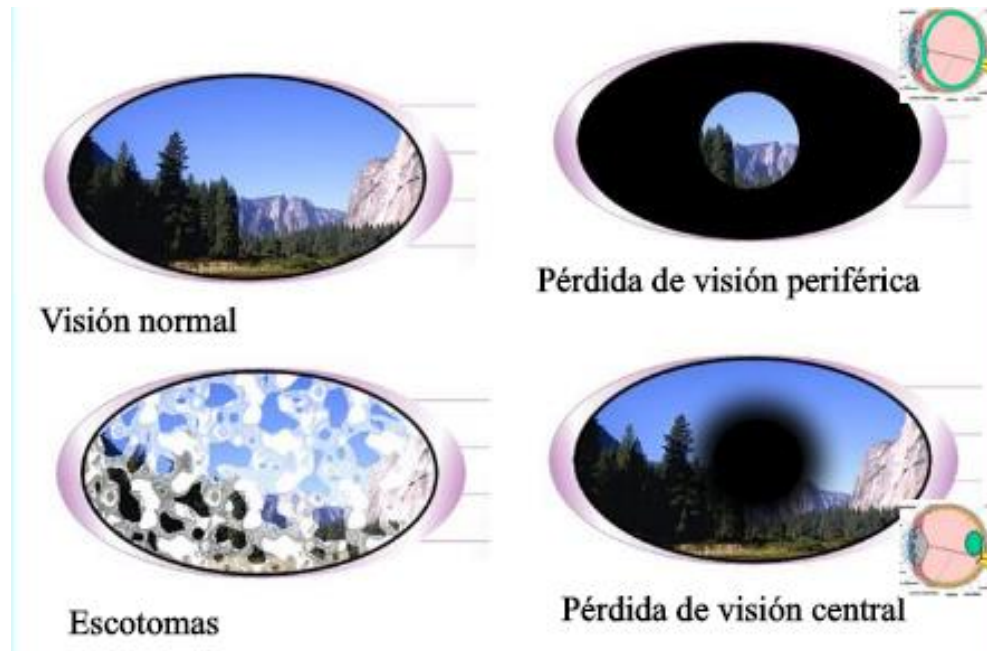 Visión normal
Pérdida de visión periférica
Escotomas
Pérdida de visión central